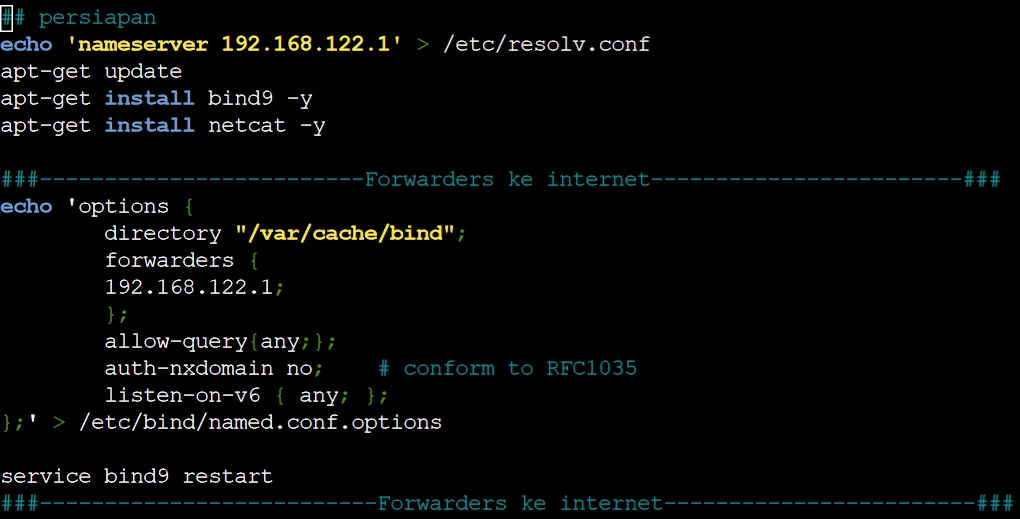 ## persiapan
echo 'nameserver 192.168.122.1' > /etc/resolv.conf
apt-get update
apt-get install bind9 -y
apt-get install netcat -y
###-------------------------Forwarders ke internet------------------------###
echo 'options {
directory "/var/cache/bind";
forwarders {
192.168.122.1;
};
allow-query{any;};
auth-nxdomain no;    # conform to RFC1035
listen-on-v6 { any; };
};' > /etc/bind/named.conf.options
service bind9 restart
###--------------------------Forwarders ke internet------------------------###